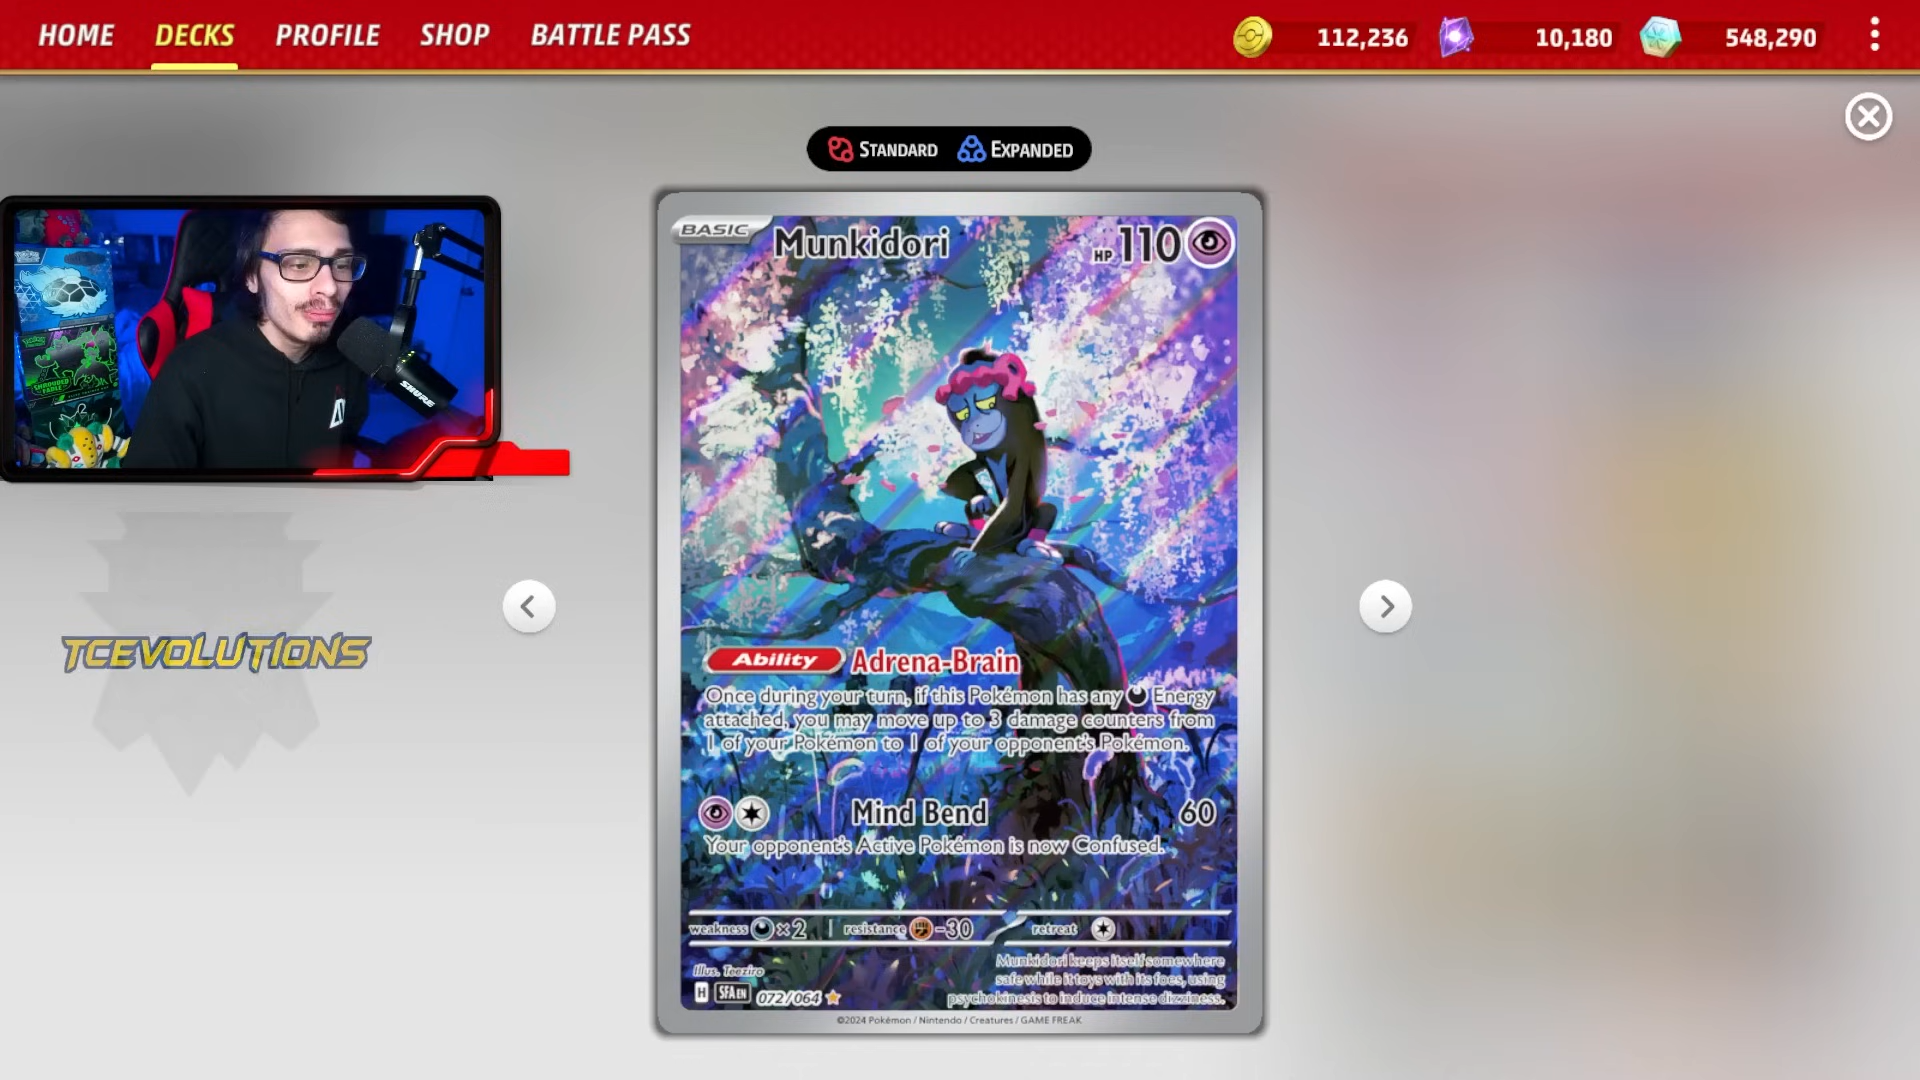 HOME DECKS PROFILE SHOP BATTLE PASS 112,236 10,180 548,290
STANDARD EXPANDED
BASIC Munkidori HP 110
SHURE
SHROUDED FABLE
TCEVOLUTIONS
Ability Adrena-Brain
Once during your turn, if this Pokémon has any Energy
attached, you may move up to 3 damage counters from
1 of your Pokémon to 1 of your opponent's Pokémon.
Mind Bend 60
Your opponent's Active Pokémon is now Confused.
weakness ×2 resistance -30 retreat
Munkidori keeps itself somewhere
safe while it toys with its foes, using
psychokinesis to induce intense dizziness.
Illus. Teeziro
H SFA EN 072/064
©2024 Pokémon / Nintendo / Creatures / GAME FREAK